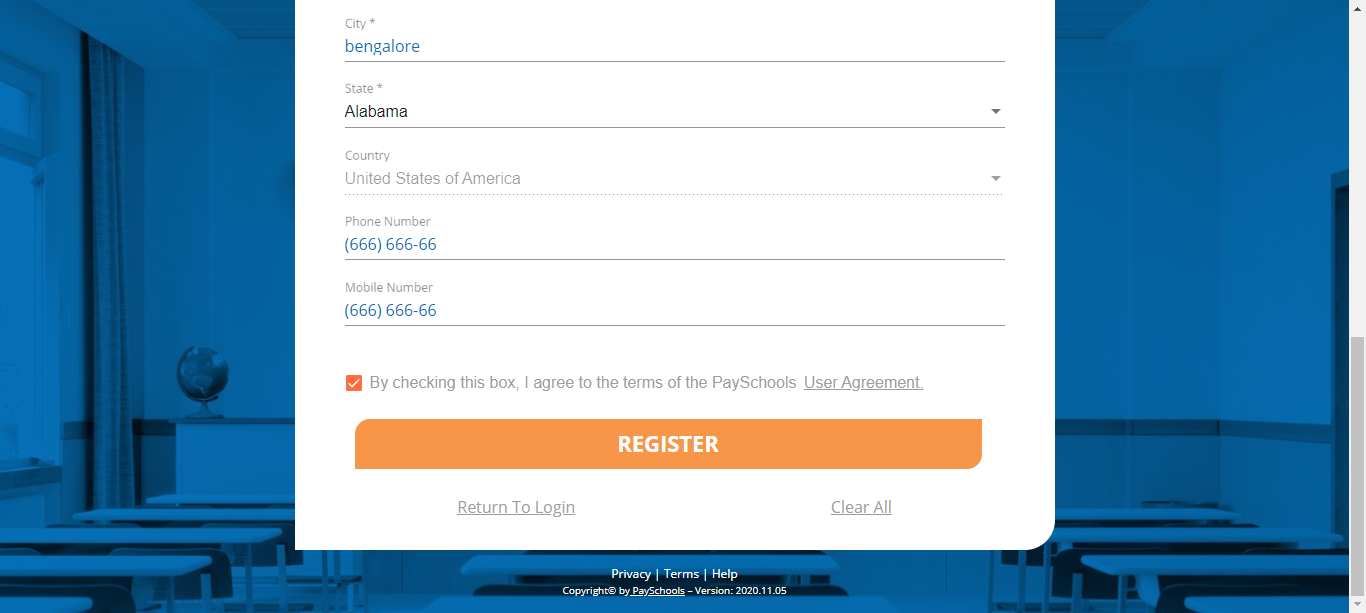 City *
bengalore
State *
Alabama
Country
United States of America
Phone Number
(666) 666-66
Mobile Number
(666) 666-66
By checking this box, I agree to the terms of the PaySchools User Agreement.
REGISTER
Return To Login Clear All
Privacy | Terms | Help
Copyright© by PaySchools – Version: 2020.11.05